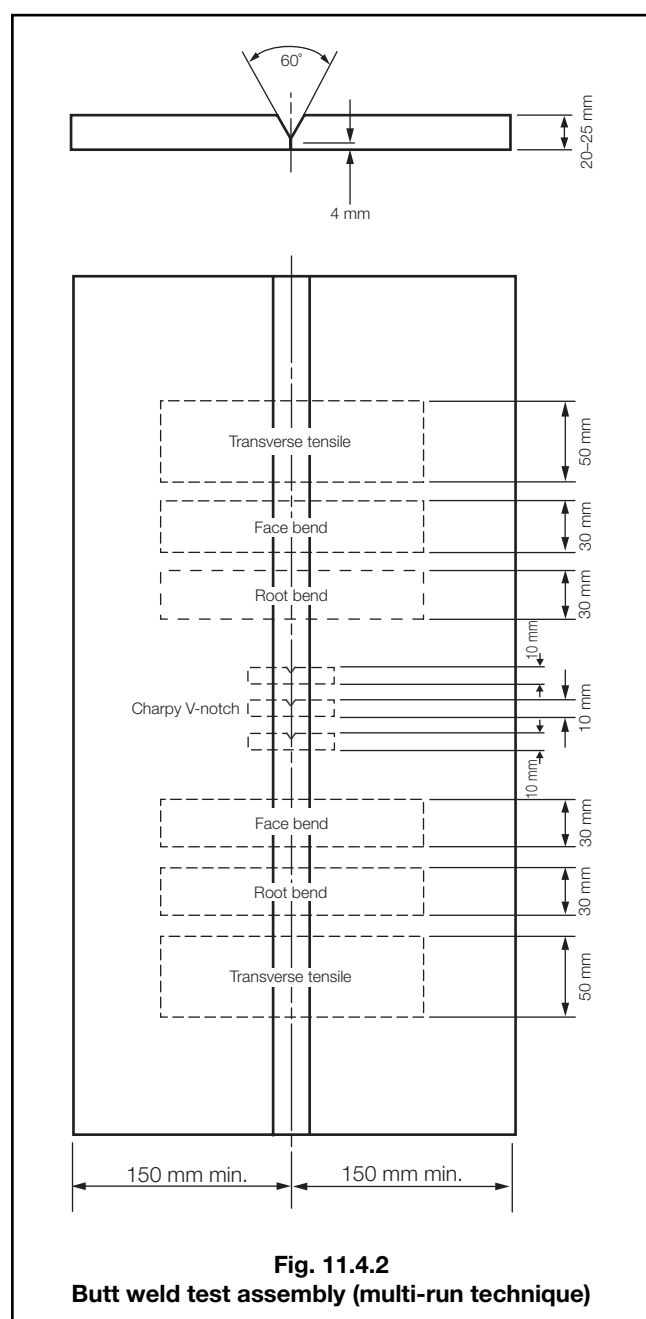 60°
20–25 mm
4 mm
Transverse tensile
50 mm
Face bend
30 mm
Root bend
30 mm
10 mm
Charpy V-notch
10 mm
10 mm
Face bend
30 mm
Root bend
30 mm
Transverse tensile
50 mm
150 mm min.
150 mm min.
Fig. 11.4.2
Butt weld test assembly (multi-run technique)